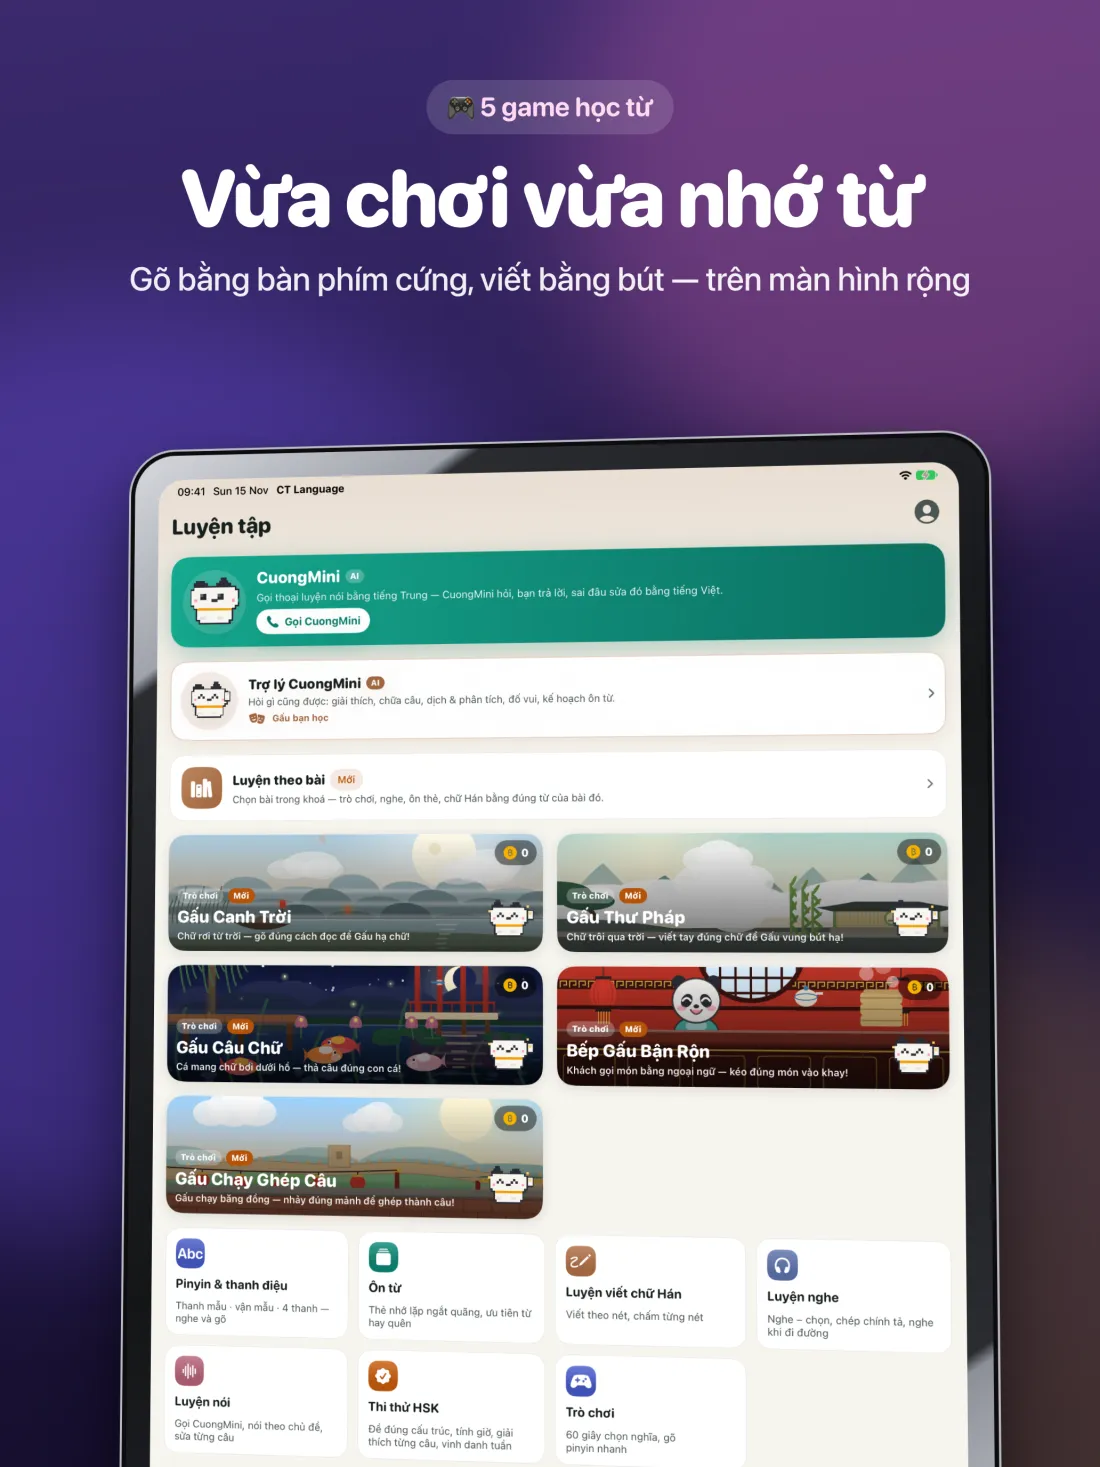 🎮 5 game học từ
Vừa chơi vừa nhớ từ
Gõ bằng bàn phím cứng, viết bằng bút — trên màn hình rộng
09:41 Sun 15 Nov CT Language
Luyện tập
CuongMini AI
Gọi thoại luyện nói bằng tiếng Trung — CuongMini hỏi, bạn trả lời, sai đâu sửa đó bằng tiếng Việt.
Gọi CuongMini
Trợ lý CuongMini AI
Hỏi gì cũng được: giải thích, chữa câu, dịch & phân tích, đố vui, kế hoạch ôn từ.
Gấu bạn học
Luyện theo bài Mới
Chọn bài trong khoá — trò chơi, nghe, ôn thẻ, chữ Hán bằng đúng từ của bài đó.
0
Trò chơi Mới
Gấu Canh Trời
Chữ rơi từ trời — gõ đúng cách đọc để Gấu hạ chữ!
0
Trò chơi Mới
Gấu Thư Pháp
Chữ trôi qua trời — viết tay đúng chữ để Gấu vung bút hạ!
0
Trò chơi Mới
Gấu Câu Chữ
Cá mang chữ bơi dưới hồ — thả câu đúng con cá!
0
Trò chơi Mới
Bếp Gấu Bận Rộn
Khách gọi món bằng ngoại ngữ — kéo đúng món vào khay!
0
Trò chơi Mới
Gấu Chạy Ghép Câu
Gấu chạy băng đồng — nhảy đúng mảnh để ghép thành câu!
Abc
Pinyin & thanh điệu
Thanh mẫu · vận mẫu · 4 thanh —
nghe và gõ
Ôn từ
Thẻ nhớ lặp ngắt quãng, ưu tiên từ
hay quên
Luyện viết chữ Hán
Viết theo nét, chấm từng nét
Luyện nghe
Nghe – chọn, chép chính tả, nghe
khi đi đường
Luyện nói
Gọi CuongMini, nói theo chủ đề,
sửa từng câu
Thi thử HSK
Đề đúng cấu trúc, tính giờ, giải
thích từng câu, vinh danh tuần
Trò chơi
60 giây chọn nghĩa, gõ
pinyin nhanh